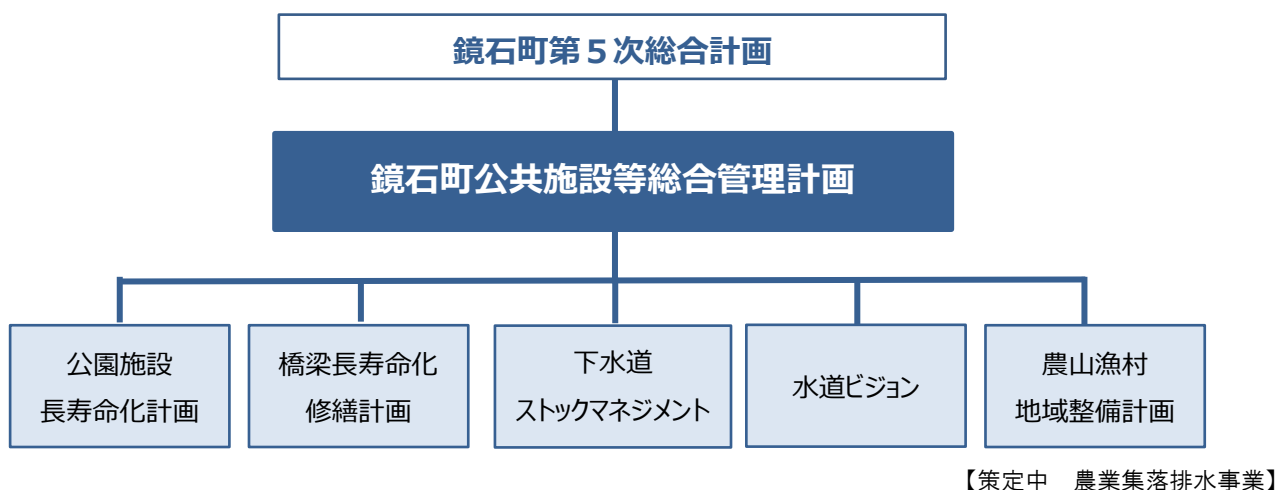 鏡石町第５次総合計画
鏡石町公共施設等総合管理計画
公園施設
長寿命化計画
橋梁長寿命化
修繕計画
下水道
ストックマネジメント
水道ビジョン
農山漁村
地域整備計画
【策定中　農業集落排水事業】